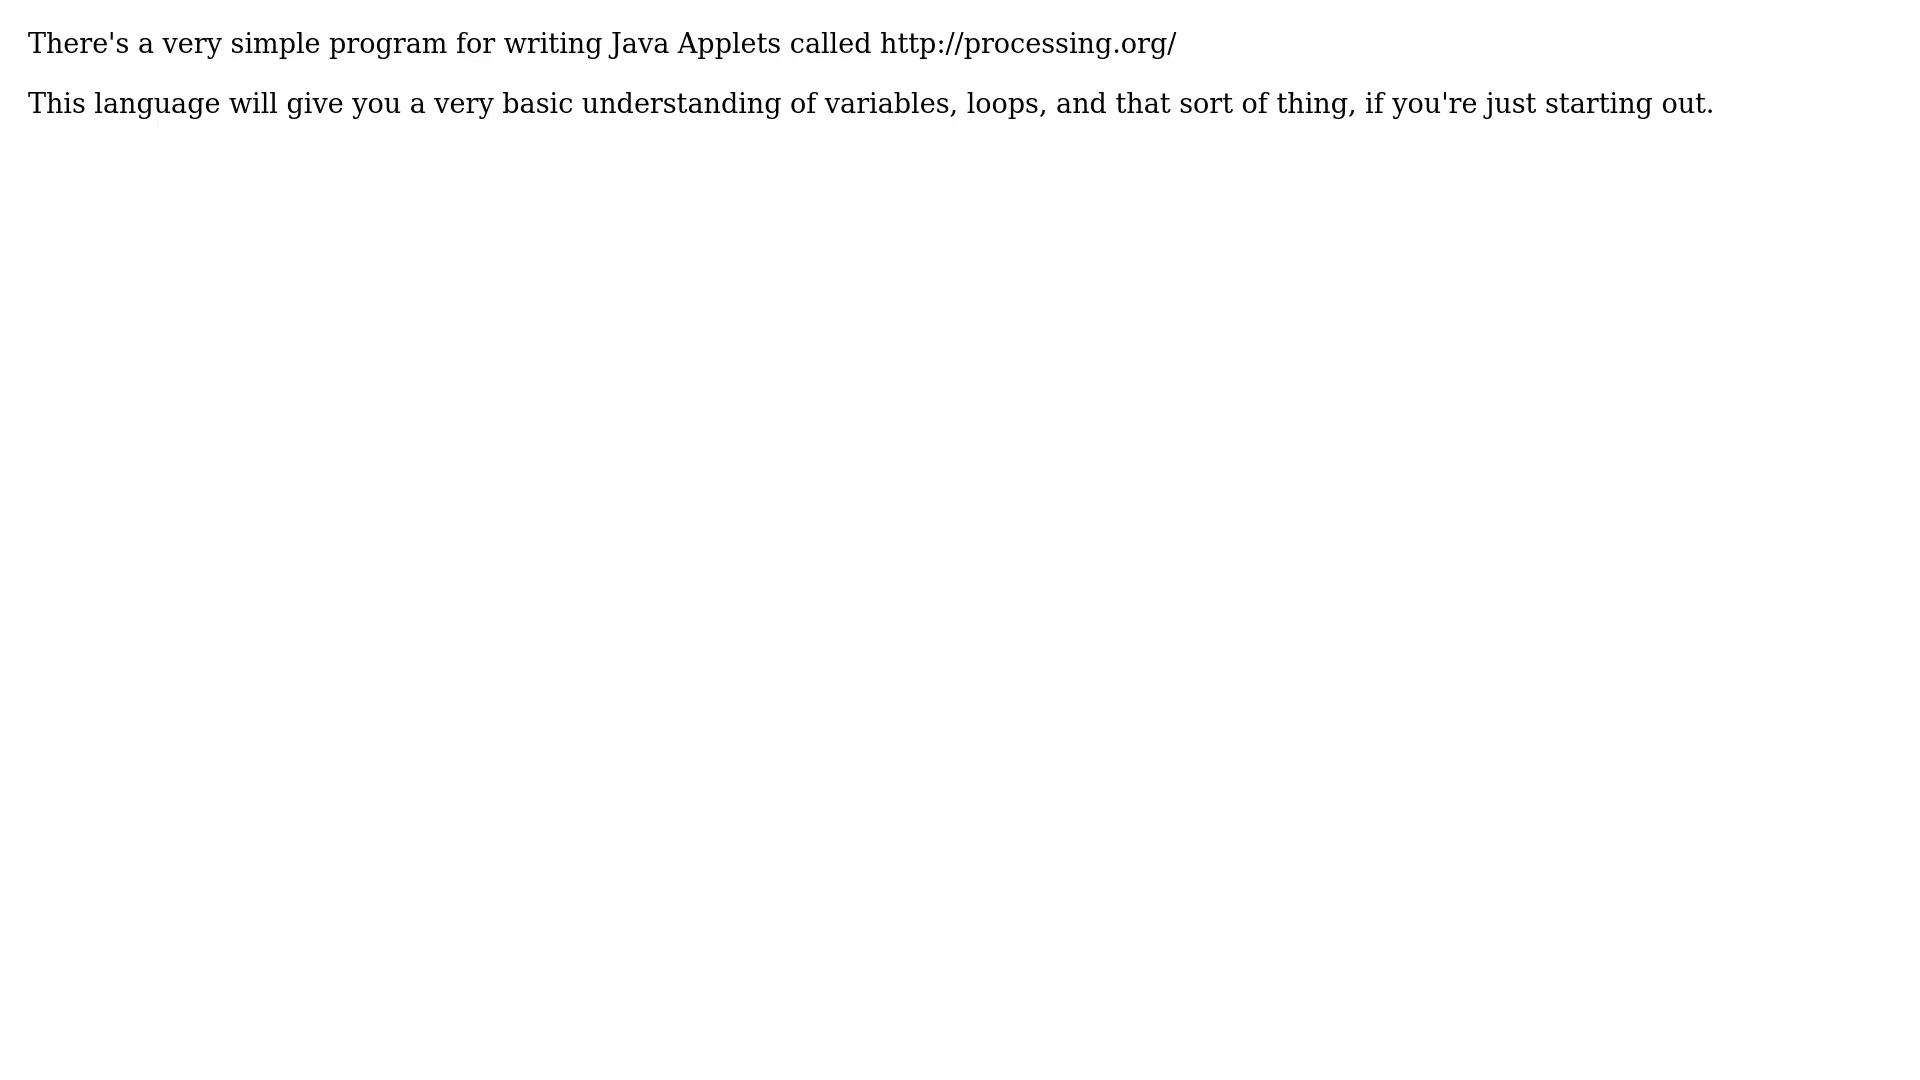 There's a very simple program for writing Java Applets called http://processing.org/
This language will give you a very basic understanding of variables, loops, and that sort of thing, if you're just starting out.